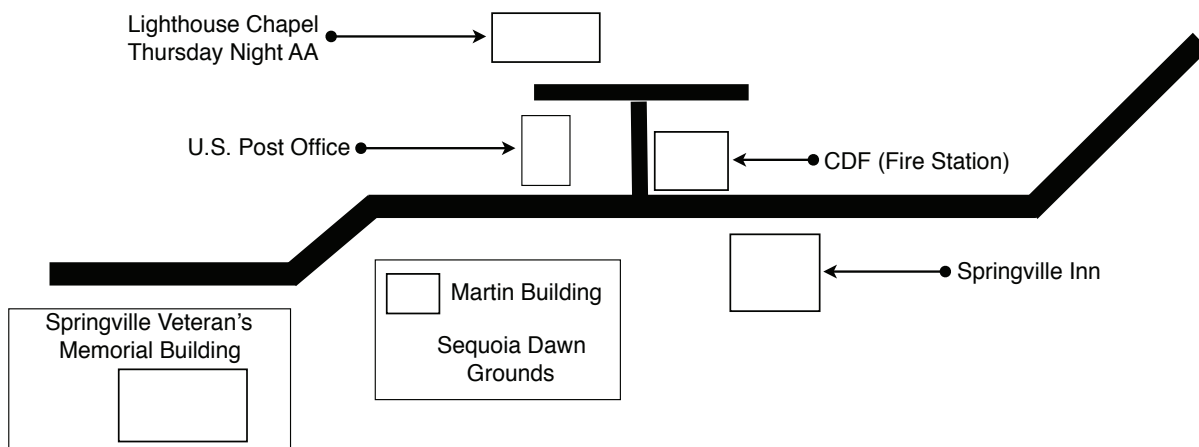 Lighthouse Chapel
Thursday Night AA
U.S. Post Office
CDF (Fire Station)
Springville Inn
Martin Building
Sequoia Dawn
Grounds
Springville Veteran's
Memorial Building